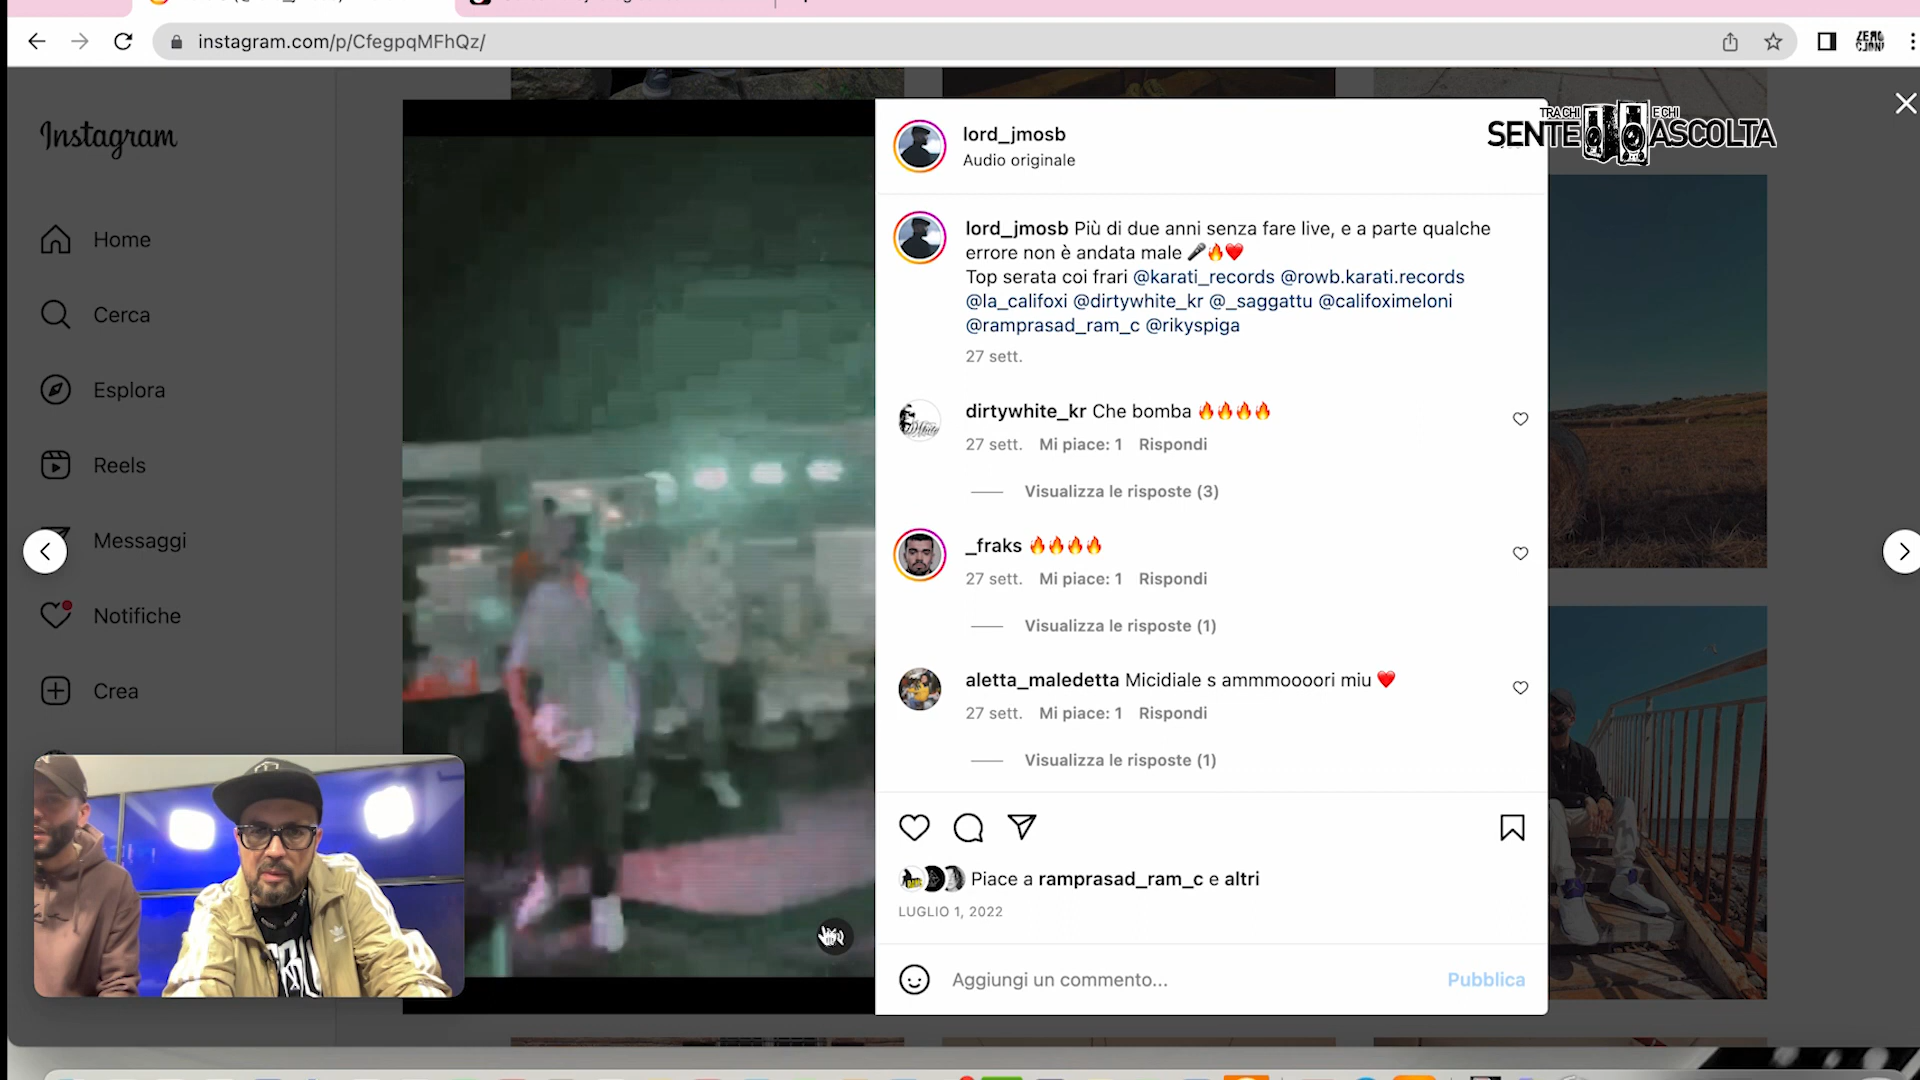 instagram.com/p/CfegpqMFhQz/
Instagram
Home
Cerca
Esplora
Reels
Messaggi
Notifiche
Crea
lord_jmosb
Audio originale
TRA CHI E CHI
SENTE ASCOLTA
lord_jmosb Più di due anni senza fare live, e a parte qualche
errore non è andata male 🎤🔥❤️
Top serata coi frari @karati_records @rowb.karati.records
@la_califoxi @dirtywhite_kr @_saggattu @califoximeloni
@ramprasad_ram_c @rikyspiga
27 sett.
dirtywhite_kr Che bomba 🔥🔥🔥🔥
27 sett. Mi piace: 1 Rispondi
Visualizza le risposte (3)
_fraks 🔥🔥🔥🔥
27 sett. Mi piace: 1 Rispondi
Visualizza le risposte (1)
aletta_maledetta Micidiale s ammmoooori miu ❤️
27 sett. Mi piace: 1 Rispondi
Visualizza le risposte (1)
Piace a ramprasad_ram_c e altri
LUGLIO 1, 2022
Aggiungi un commento...
Pubblica